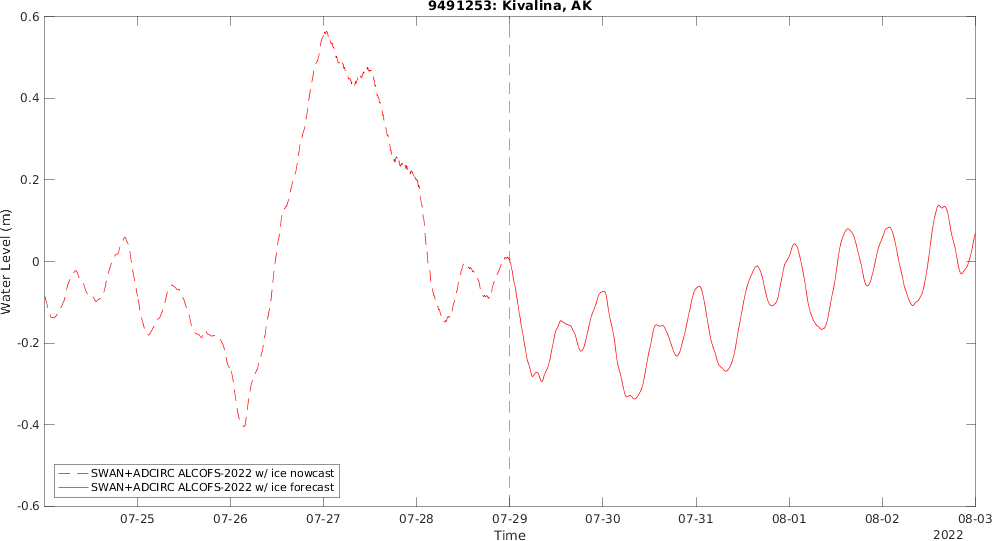 9491253: Kivalina, AK
0.6
0.4
0.2
0
-0.2
-0.4
-0.6
Water Level (m)
SWAN+ADCIRC ALCOFS-2022 w/ ice nowcast
SWAN+ADCIRC ALCOFS-2022 w/ ice forecast
07-25 07-26 07-27 07-28 07-29 07-30 07-31 08-01 08-02 08-03
Time
2022